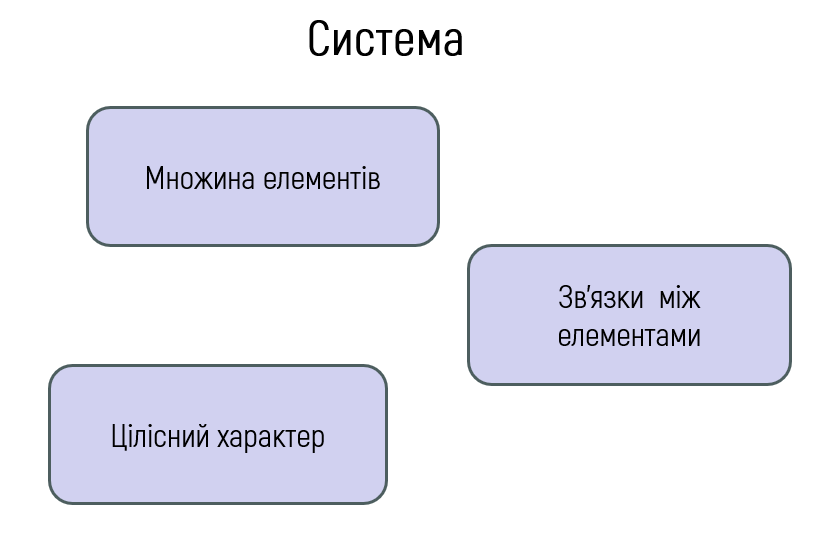 Система
Множина елементів
Зв'язки між
елементами
Цілісний характер